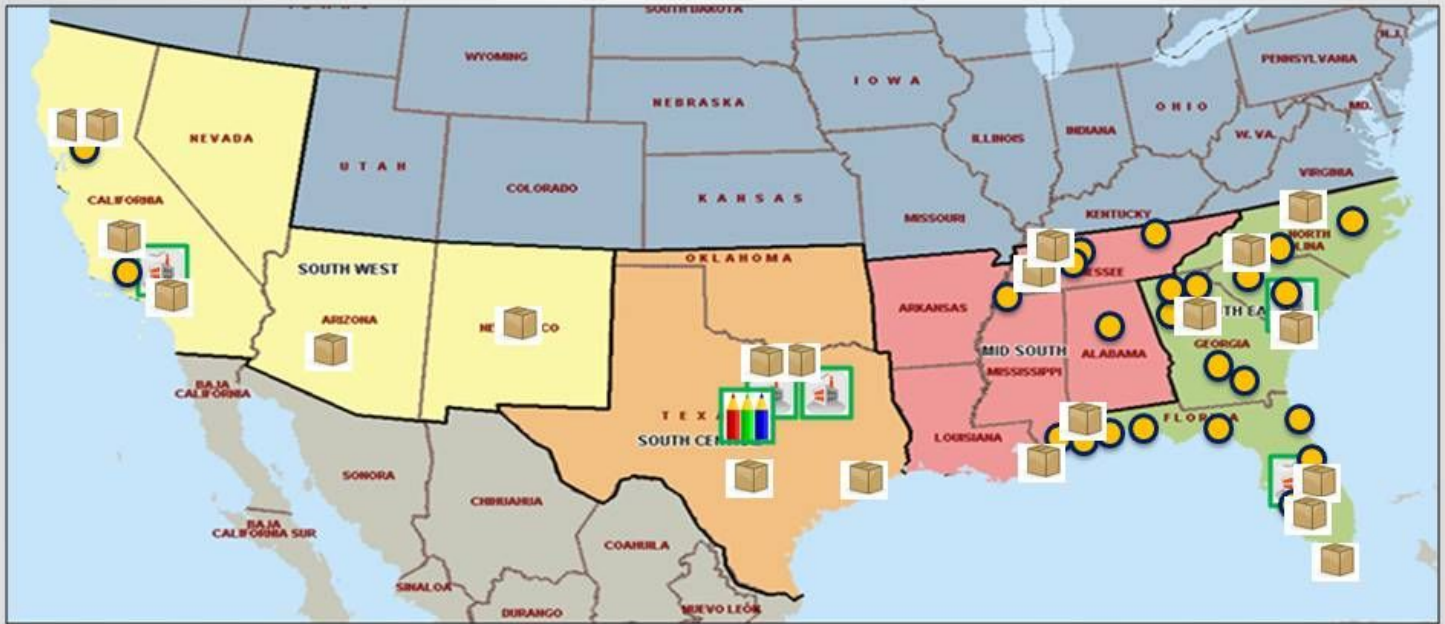 SOUTH DAKOTA
WYOMING
IOWA
NEBRASKA
PENNSYLVANIA
N.J.
OHIO
MD.
NEVADA
ILLINOIS
INDIANA
W. VA.
UTAH
COLORADO
KANSAS
VIRGINIA
CALIFORNIA
MISSOURI
KENTUCKY
NORTH
OKLAHOMA
SOUTH WEST
ARKANSAS
ARIZONA
MID SOUTH
ALABAMA
GEORGIA
MISSISSIPPI
BAJA
CALIFORNIA
SOUTH CEN
LOUISIANA
SONORA
CHIHUAHUA
BAJA
CALIFORNIA SUR
COAHUILA
SINALOA
DURANGO
NUEVO LEÓN